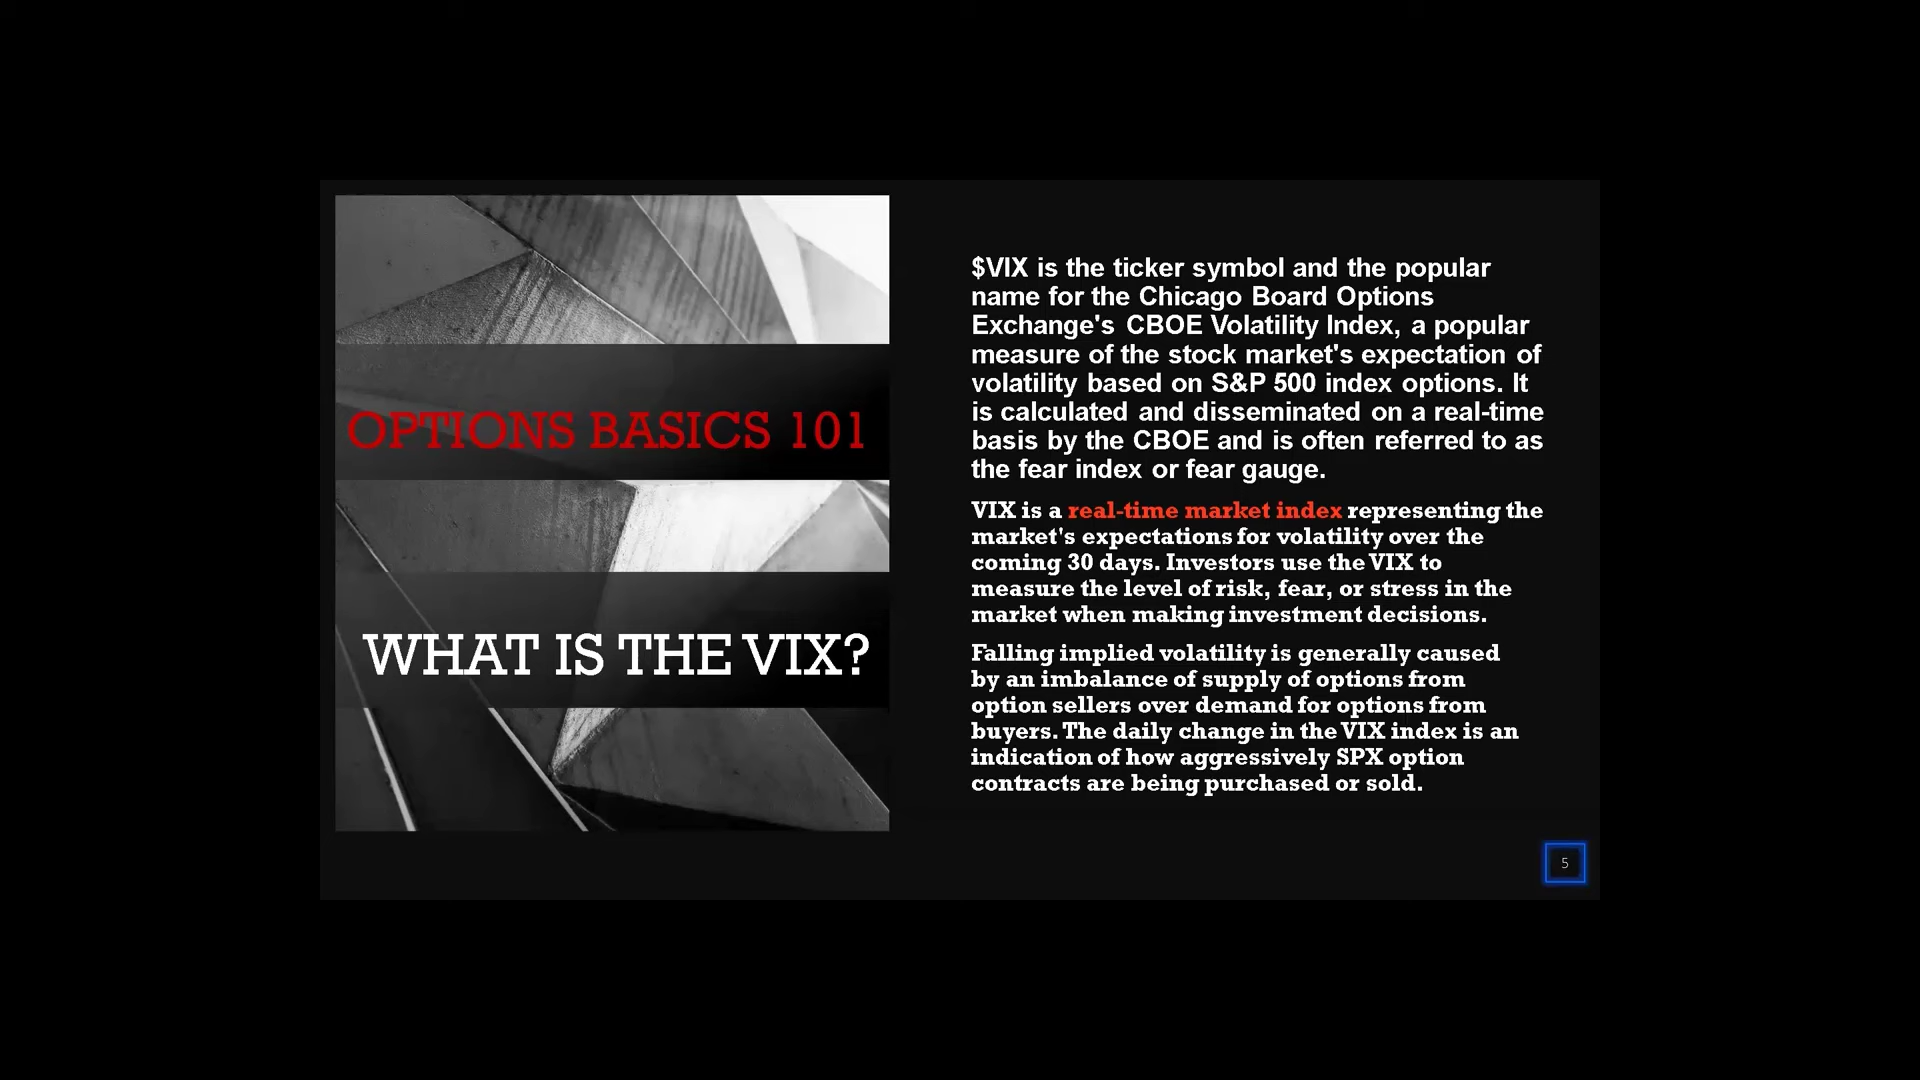 OPTIONS BASICS 101
WHAT IS THE VIX?
$VIX is the ticker symbol and the popular
name for the Chicago Board Options
Exchange's CBOE Volatility Index, a popular
measure of the stock market's expectation of
volatility based on S&P 500 index options. It
is calculated and disseminated on a real-time
basis by the CBOE and is often referred to as
the fear index or fear gauge.
VIX is a real-time market index representing the
market's expectations for volatility over the
coming 30 days. Investors use the VIX to
measure the level of risk, fear, or stress in the
market when making investment decisions.
Falling implied volatility is generally caused
by an imbalance of supply of options from
option sellers over demand for options from
buyers. The daily change in the VIX index is an
indication of how aggressively SPX option
contracts are being purchased or sold.
5